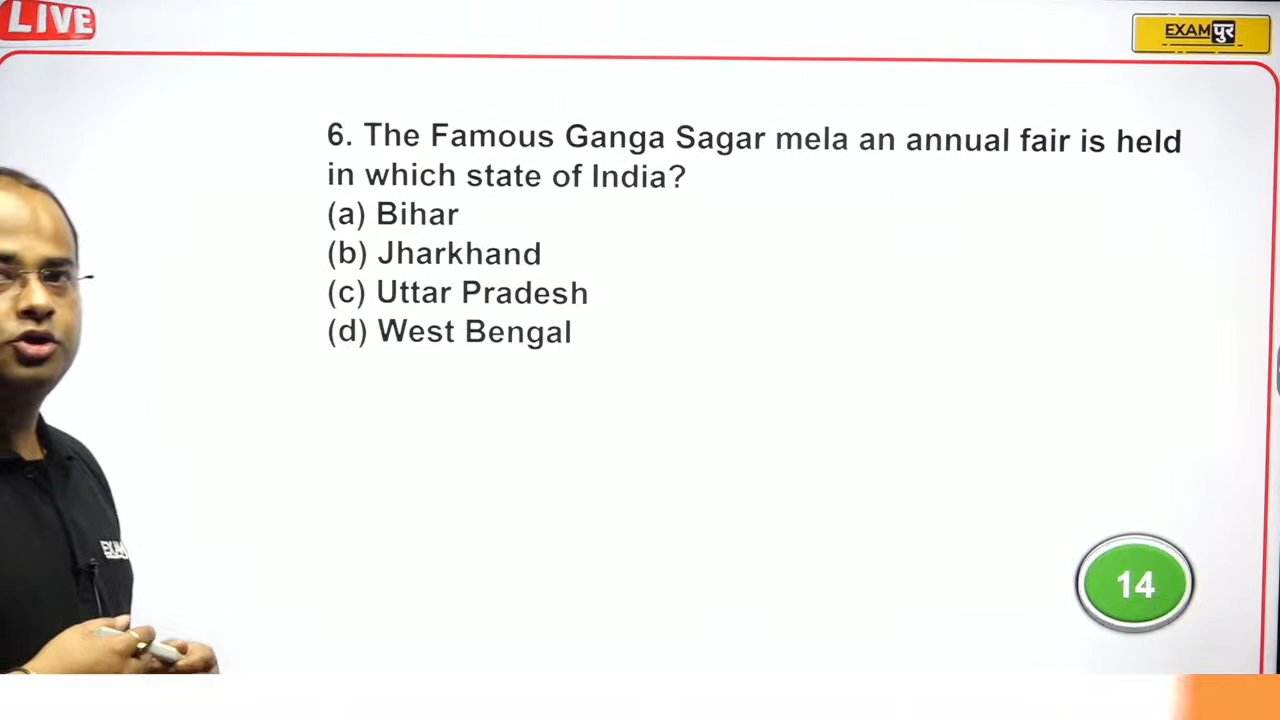 LIVE
EXAMपुर
6. The Famous Ganga Sagar mela an annual fair is held
in which state of India?
(a) Bihar
(b) Jharkhand
(c) Uttar Pradesh
(d) West Bengal
EXAM
14